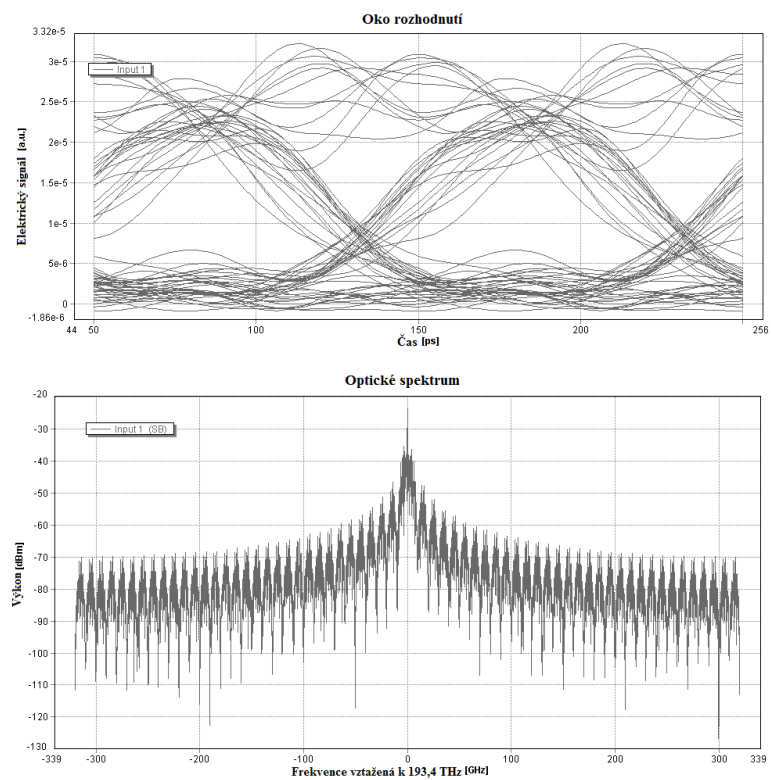 Oko rozhodnutí
3.32e-5
3e-5
2.5e-5
2e-5
1.5e-5
1e-5
5e-6
0
-1.86e-6
Elektrický signál [a.u.]
Input 1
44 50 100 150 200 256
Čas [ps]
Optické spektrum
-20
-30
-40
-50
-60
-70
-80
-90
-100
-110
-120
-130
Výkon [dBm]
Input 1 (SB)
-339 -300 -200 -100 0 100 200 300 339
Frekvence vztažená k 193,4 THz [GHz]